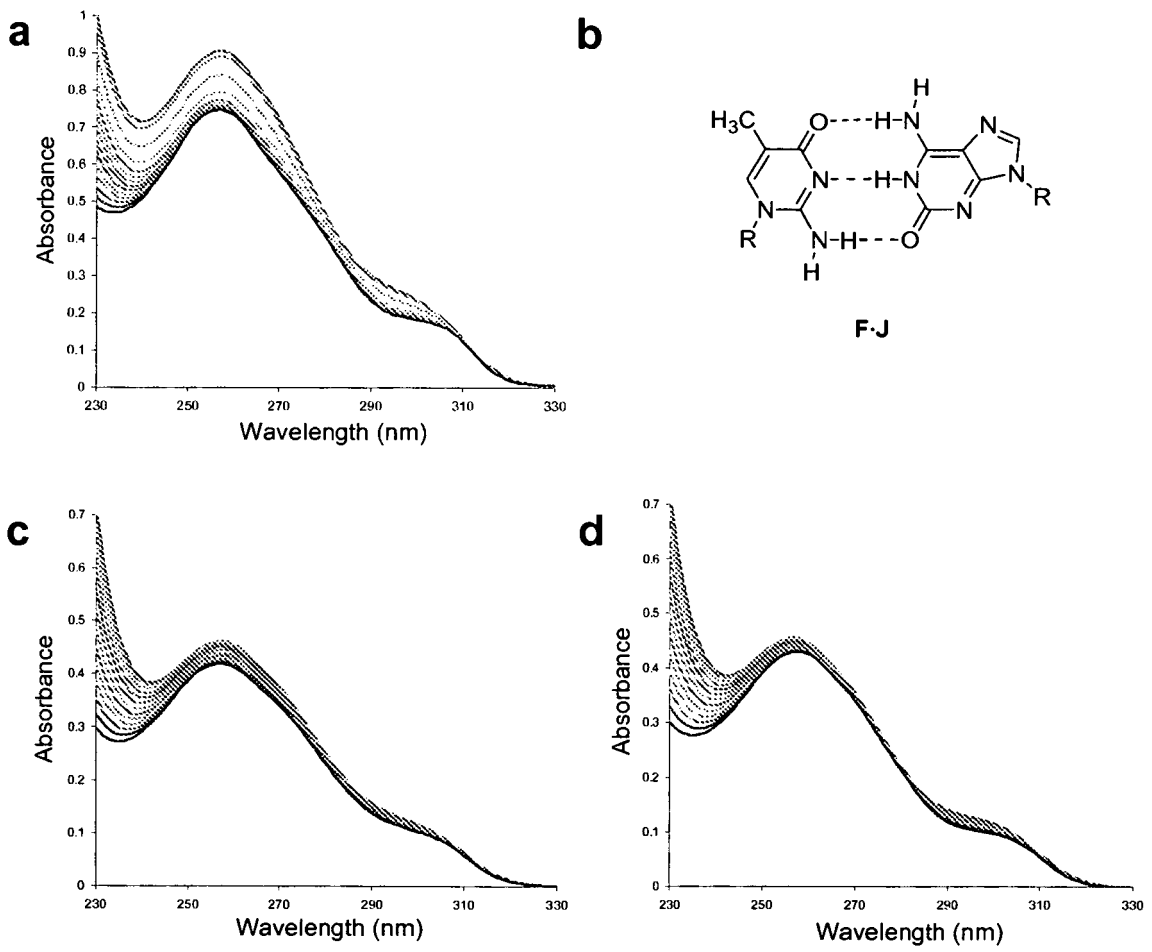 a
Absorbance
1
0.9
0.8
0.7
0.6
0.5
0.4
0.3
0.2
0.1
0
230 250 270 290 310 330
Wavelength (nm)
b
H
H3C O H-N N
N H-N N
N N R
R N-H O
H
F·J
c
Absorbance
0.7
0.6
0.5
0.4
0.3
0.2
0.1
0
230 250 270 290 310 330
Wavelength (nm)
d
Absorbance
0.7
0.6
0.5
0.4
0.3
0.2
0.1
0
230 250 270 290 310 330
Wavelength (nm)